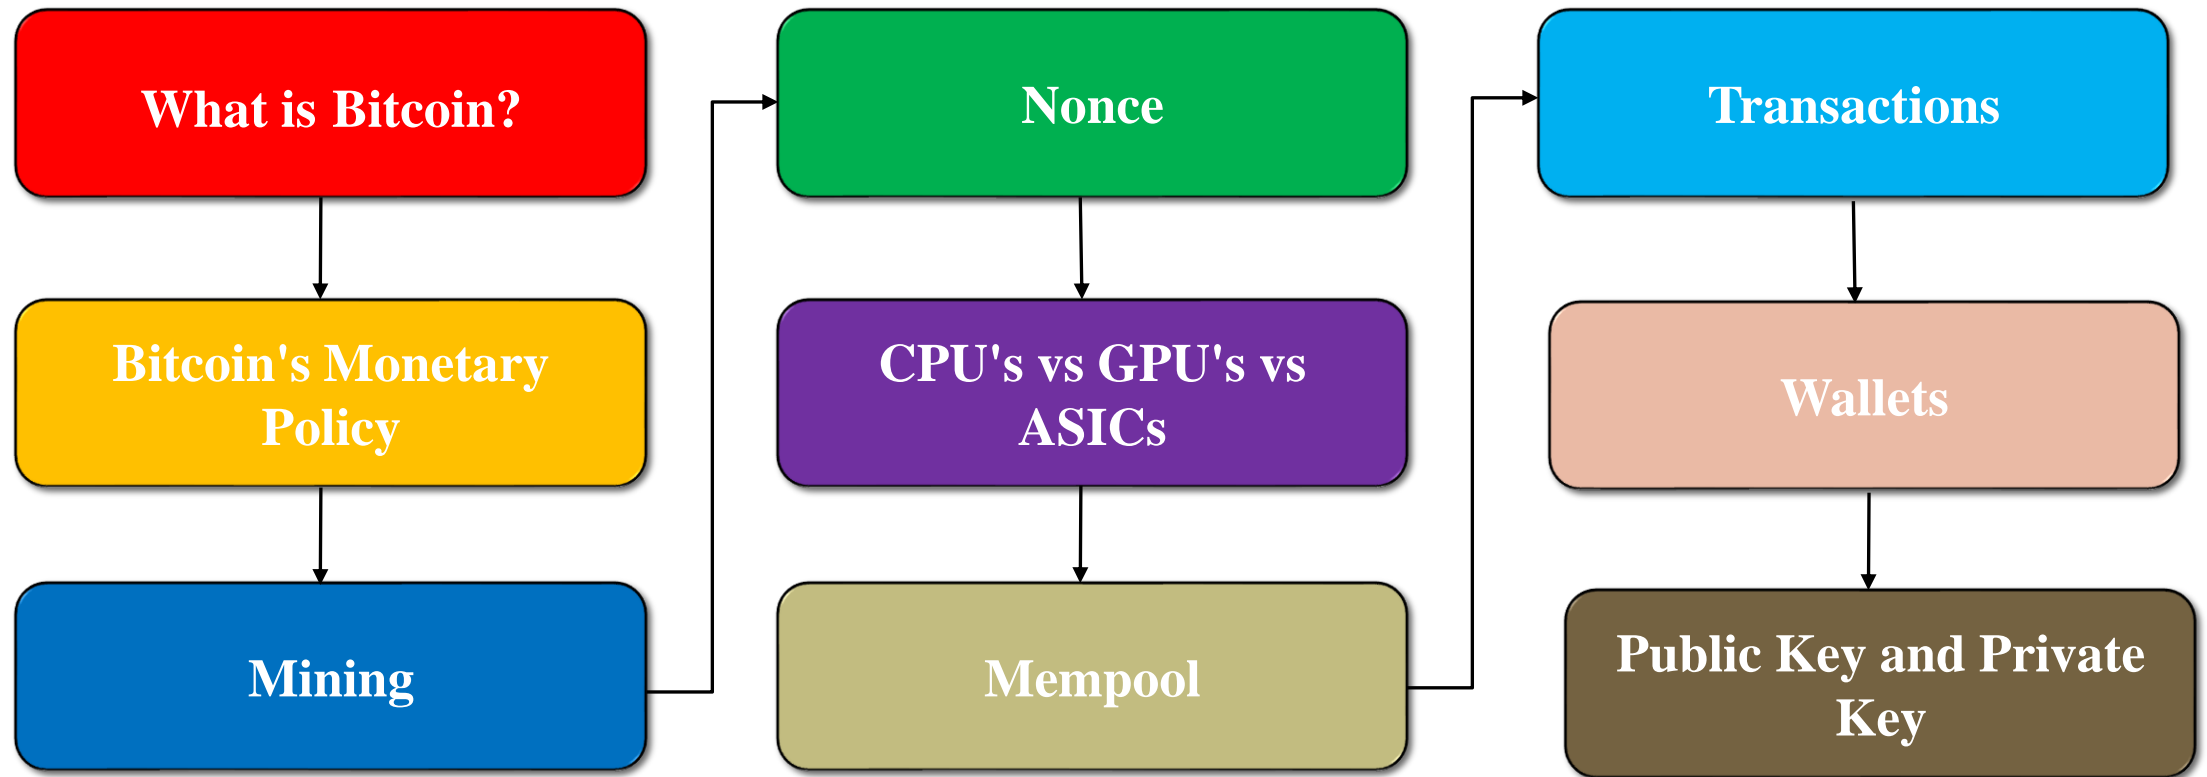 What is Bitcoin?
Bitcoin's Monetary
Policy
Mining
Nonce
CPU's vs GPU's vs
ASICs
Mempool
Transactions
Wallets
Public Key and Private
Key